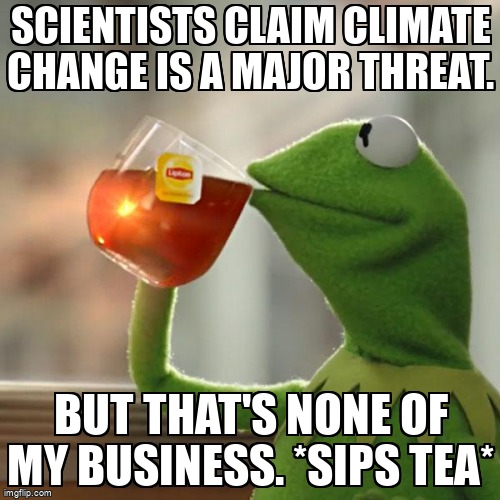 SCIENTISTS CLAIM CLIMATE
CHANGE IS A MAJOR THREAT.
Lipton
BUT THAT'S NONE OF
MY BUSINESS. *SIPS TEA*
imgflip.com